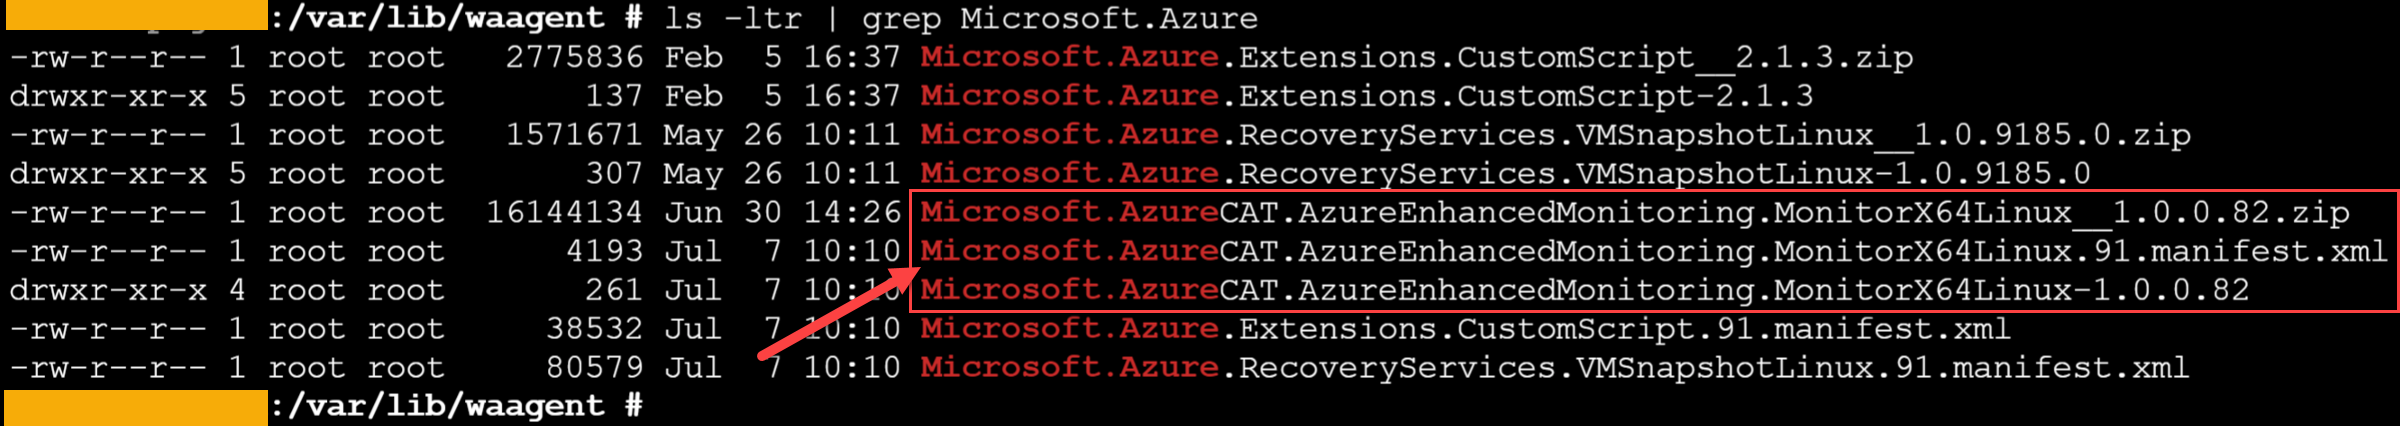 :/var/lib/waagent # ls -ltr | grep Microsoft.Azure
-rw-r--r-- 1 root root 2775836 Feb 5 16:37 Microsoft.Azure.Extensions.CustomScript__2.1.3.zip
drwxr-xr-x 5 root root 137 Feb 5 16:37 Microsoft.Azure.Extensions.CustomScript-2.1.3
-rw-r--r-- 1 root root 1571671 May 26 10:11 Microsoft.Azure.RecoveryServices.VMSnapshotLinux__1.0.9185.0.zip
drwxr-xr-x 5 root root 307 May 26 10:11 Microsoft.Azure.RecoveryServices.VMSnapshotLinux-1.0.9185.0
-rw-r--r-- 1 root root 16144134 Jun 30 14:26 Microsoft.AzureCAT.AzureEnhancedMonitoring.MonitorX64Linux__1.0.0.82.zip
-rw-r--r-- 1 root root 4193 Jul 7 10:10 Microsoft.AzureCAT.AzureEnhancedMonitoring.MonitorX64Linux.91.manifest.xml
drwxr-xr-x 4 root root 261 Jul 7 10:10 Microsoft.AzureCAT.AzureEnhancedMonitoring.MonitorX64Linux-1.0.0.82
-rw-r--r-- 1 root root 38532 Jul 7 10:10 Microsoft.Azure.Extensions.CustomScript.91.manifest.xml
-rw-r--r-- 1 root root 80579 Jul 7 10:10 Microsoft.Azure.RecoveryServices.VMSnapshotLinux.91.manifest.xml
:/var/lib/waagent #